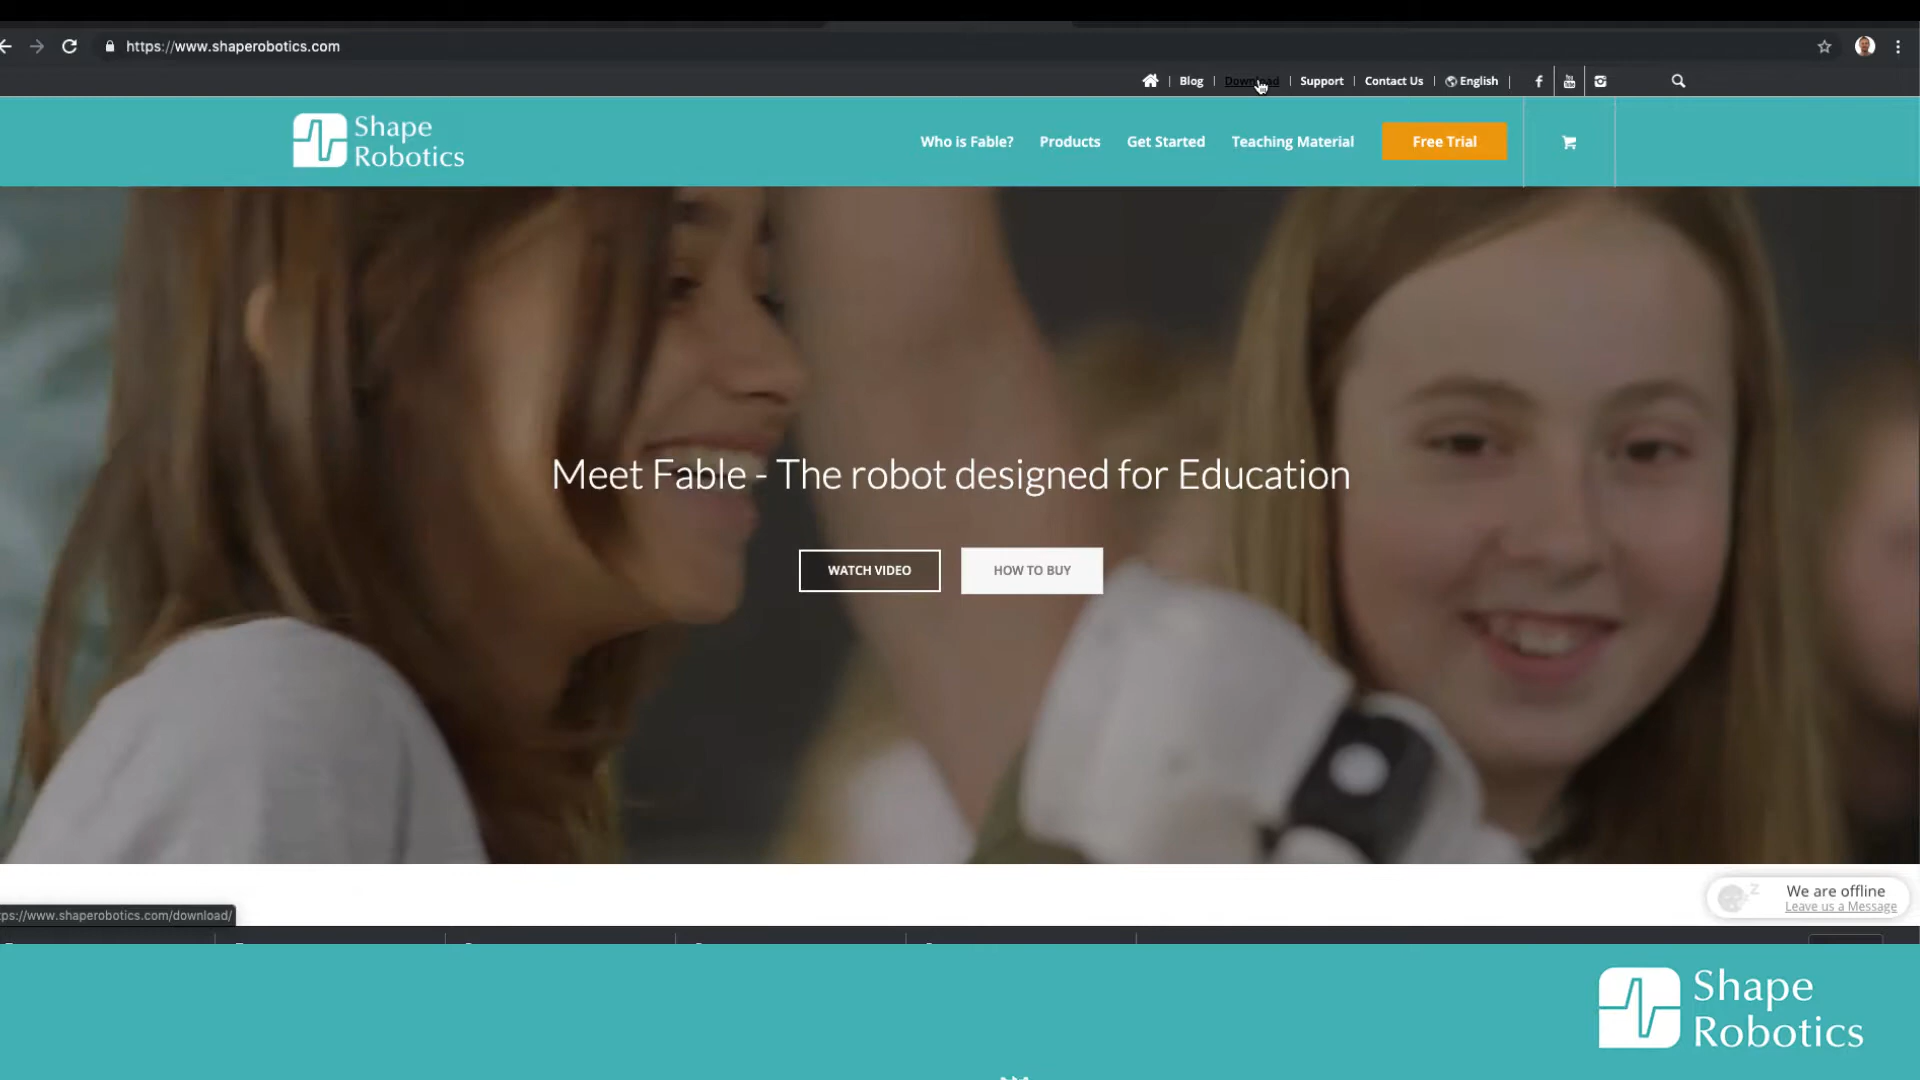 https://www.shaperobotics.com
Blog
Download
Support
Contact Us
English
Shape
Robotics
Who is Fable?
Products
Get Started
Teaching Material
Free Trial
Meet Fable - The robot designed for Education
WATCH VIDEO
HOW TO BUY
We are offline
Leave us a Message
ps://www.shaperobotics.com/download/
Shape
Robotics